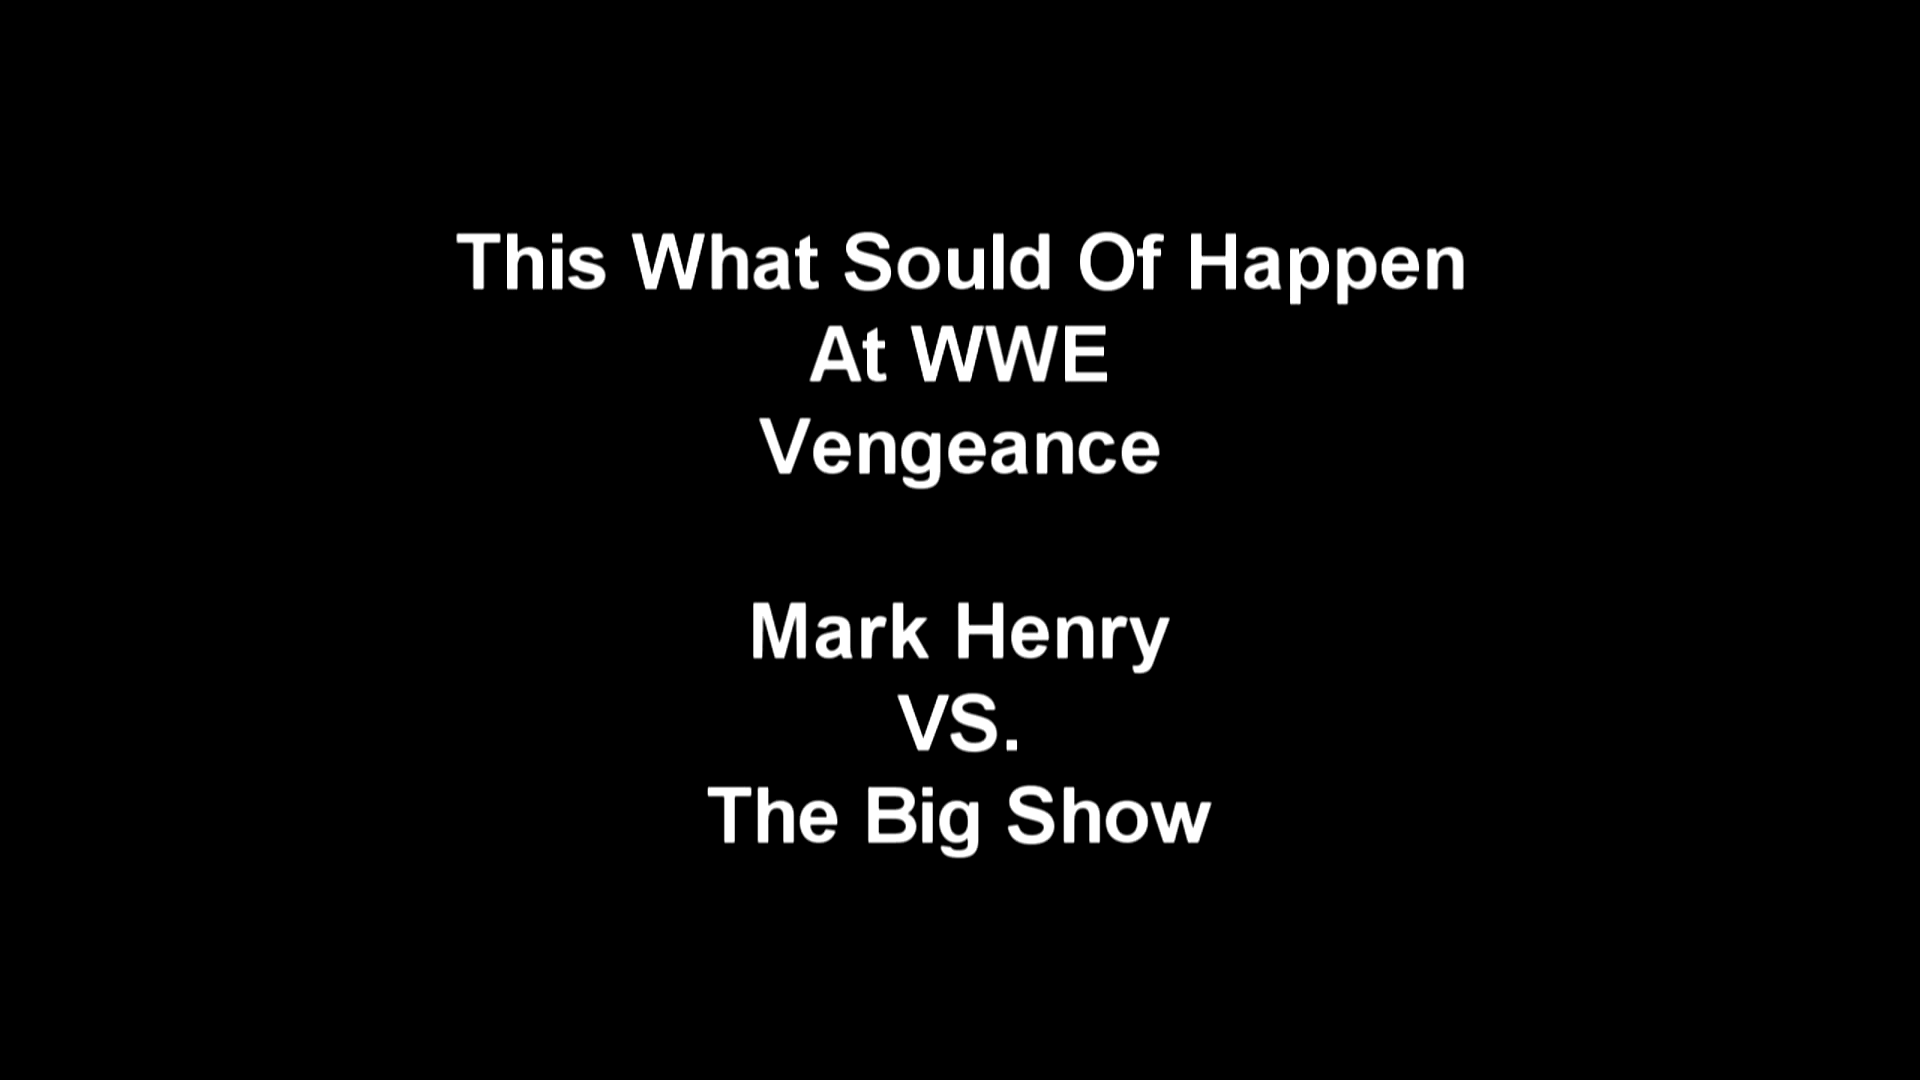 This What Sould Of Happen
At WWE
Vengeance
Mark Henry
VS.
The Big Show